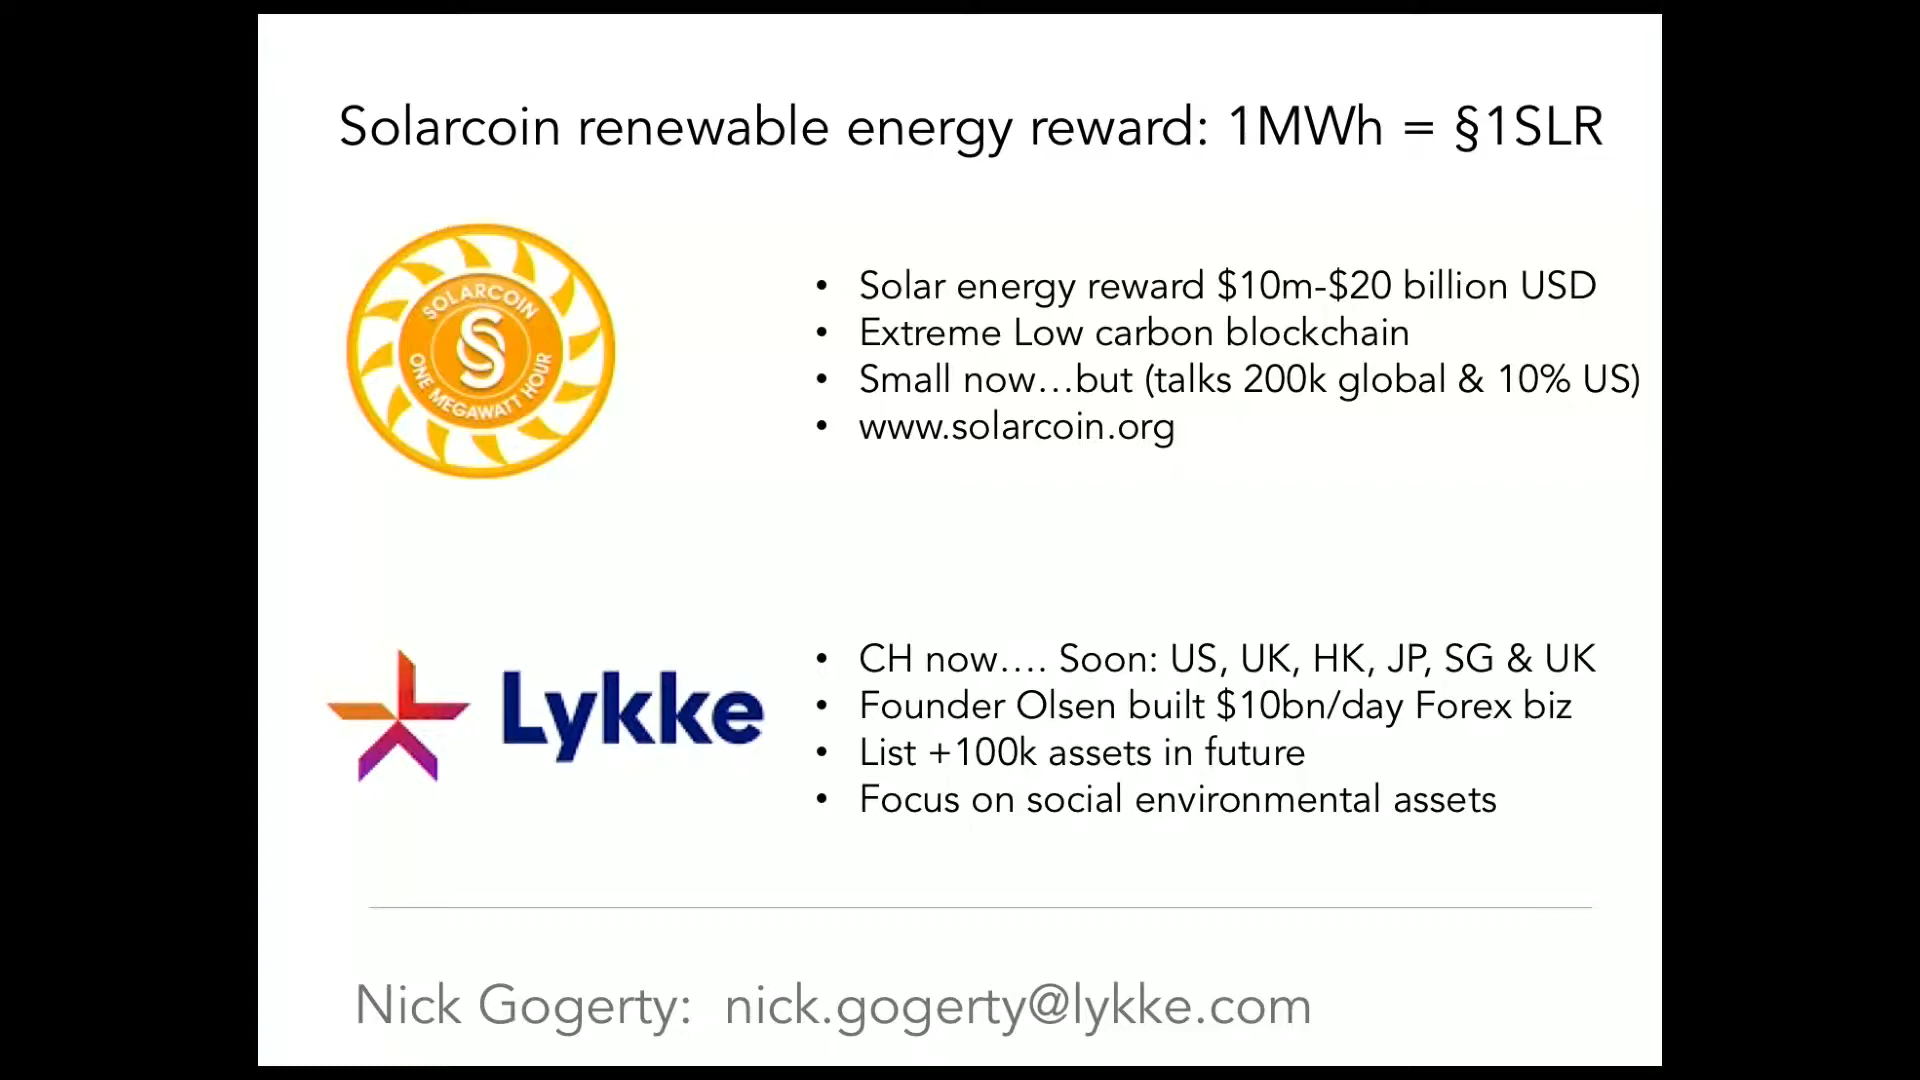 Solarcoin renewable energy reward: 1MWh = §1SLR
SOLARCOIN
S
ONE MEGAWATT HOUR
• Solar energy reward $10m-$20 billion USD
• Extreme Low carbon blockchain
• Small now…but (talks 200k global & 10% US)
• www.solarcoin.org
Lykke
• CH now…. Soon: US, UK, HK, JP, SG & UK
• Founder Olsen built $10bn/day Forex biz
• List +100k assets in future
• Focus on social environmental assets
Nick Gogerty: nick.gogerty@lykke.com